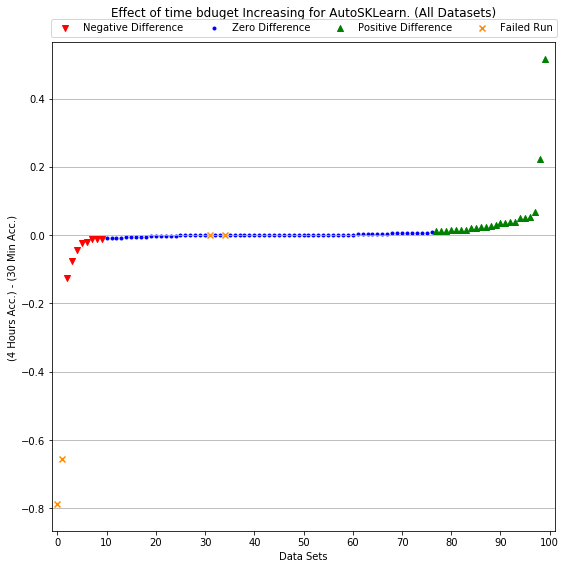 Effect of time bduget Increasing for AutoSKLearn. (All Datasets)
Negative Difference Zero Difference Positive Difference Failed Run
(4 Hours Acc.) - (30 Min Acc.)
0.4
0.2
0.0
−0.2
−0.4
−0.6
−0.8
0 10 20 30 40 50 60 70 80 90 100
Data Sets